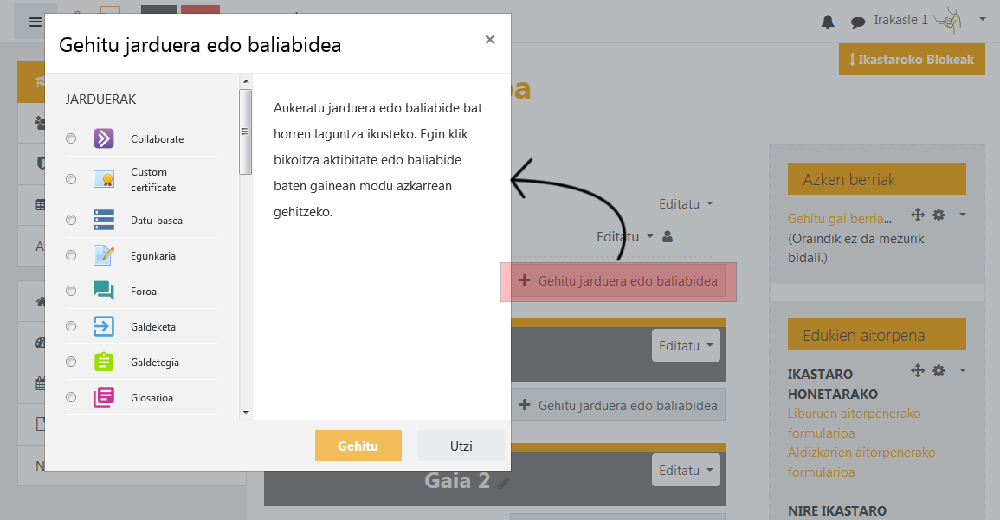 Gehitu jarduera edo baliabidea
×
JARDUERAK
Collaborate
Custom
certificate
Datu-basea
Egunkaria
Foroa
Galdeketa
Galdetegia
Glosarioa
Aukeratu jarduera edo baliabide bat
horren laguntza ikusteko. Egin klik
bikoitza aktibitate edo baliabide
baten gainean modu azkarrean
gehitzeko.
Gehitu
Utzi
Irakasle 1
Ikastaroko Blokeak
Editatu
Editatu
Gehitu jarduera edo baliabidea
Editatu
Gehitu jarduera edo baliabidea
Editatu
Gaia 2
Azken berriak
Gehitu gai berria...
(Oraindik ez da mezurik
bidali.)
Edukien aitorpena
IKASTARO
HONETARAKO
Liburuen aitorpenerako
formularioa
Aldizkarien aitorpenerako
formularioa
NIRE IKASTARO